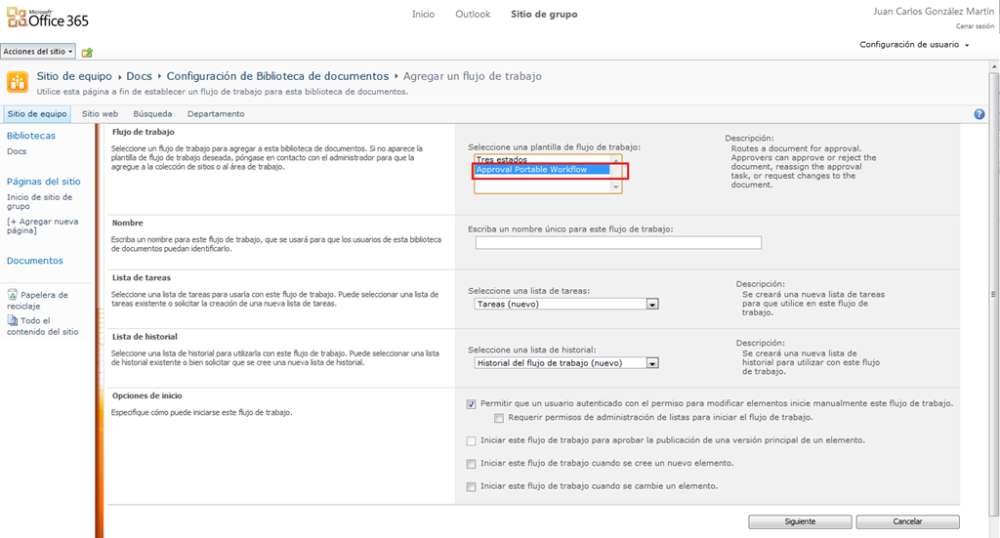 Microsoft
Office 365
Inicio Outlook Sitio de grupo
Juan Carlos González Martín
Cerrar sesión
Acciones del sitio
Configuración de usuario
Sitio de equipo Docs Configuración de Biblioteca de documentos Agregar un flujo de trabajo
Utilice esta página a fin de establecer un flujo de trabajo para esta biblioteca de documentos.
Sitio de equipo Sitio web Búsqueda Departamento
Bibliotecas
Docs
Páginas del sitio
Inicio de sitio de
grupo
[+ Agregar nueva
página]
Documentos
Papelera de
reciclaje
Todo el
contenido del sitio
Flujo de trabajo
Seleccione un flujo de trabajo para agregar a esta biblioteca de documentos. Si no aparece la
plantilla de flujo de trabajo deseada, póngase en contacto con el administrador para que la
agregue a la colección de sitios o al área de trabajo.
Seleccione una plantilla de flujo de trabajo:
Tres estados
Approval Portable Workflow
Descripción:
Routes a document for approval.
Approvers can approve or reject the
document, reassign the approval
task, or request changes to the
document.
Nombre
Escriba un nombre para este flujo de trabajo, que se usará para que los usuarios de esta biblioteca
de documentos puedan identificarlo.
Escriba un nombre único para este flujo de trabajo:
Lista de tareas
Seleccione una lista de tareas para usarla con este flujo de trabajo. Puede seleccionar una lista de
tareas existente o solicitar la creación de una nueva lista de tareas.
Seleccione una lista de tareas:
Tareas (nuevo)
Descripción:
Se creará una nueva lista de tareas
para que utilice en este flujo de
trabajo.
Lista de historial
Seleccione una lista de historial para utilizarla con este flujo de trabajo. Puede seleccionar una lista
de historial existente o bien solicitar que se cree una nueva lista de historial.
Seleccione una lista de historial:
Historial del flujo de trabajo (nuevo)
Descripción:
Se creará una nueva lista de
historial para utilizar con este flujo
de trabajo.
Opciones de inicio
Especifique cómo puede iniciarse este flujo de trabajo.
Permitir que un usuario autenticado con el permiso para modificar elementos inicie manualmente este flujo de trabajo.
Requerir permisos de administración de listas para iniciar el flujo de trabajo.
Iniciar este flujo de trabajo para aprobar la publicación de una versión principal de un elemento.
Iniciar este flujo de trabajo cuando se cree un nuevo elemento.
Iniciar este flujo de trabajo cuando se cambie un elemento.
Siguiente Cancelar